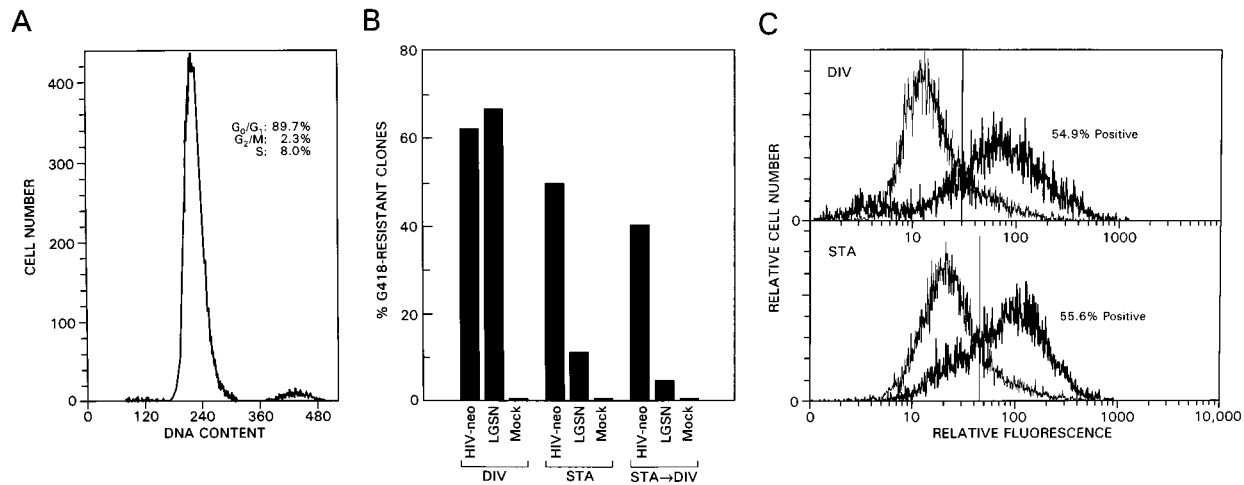 A
CELL NUMBER
400
300
200
100
0
G₀/G₁: 89.7%
G₂/M: 2.3%
S: 8.0%
0 120 240 360 480
DNA CONTENT
B
% G418-RESISTANT CLONES
80
60
40
20
0
HIV-neo
LGSN
Mock
HIV-neo
LGSN
Mock
HIV-neo
LGSN
Mock
DIV STA STA→DIV
C
RELATIVE CELL NUMBER
DIV
54.9% Positive
0
10 100 1000
STA
55.6% Positive
0
0 10 100 1000 10,000
RELATIVE FLUORESCENCE